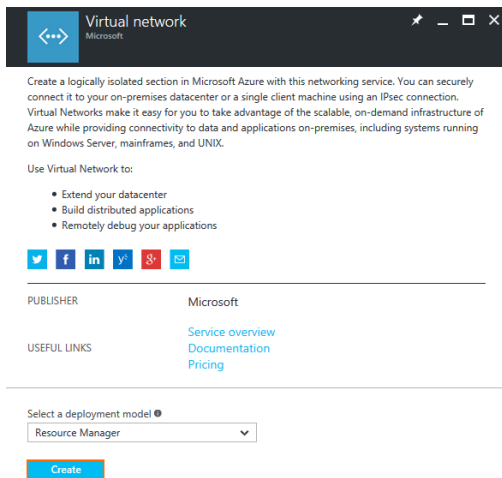 Virtual network
Microsoft
Create a logically isolated section in Microsoft Azure with this networking service. You can securely
connect it to your on-premises datacenter or a single client machine using an IPsec connection.
Virtual Networks make it easy for you to take advantage of the scalable, on-demand infrastructure of
Azure while providing connectivity to data and applications on-premises, including systems running
on Windows Server, mainframes, and UNIX.
Use Virtual Network to:
• Extend your datacenter
• Build distributed applications
• Remotely debug your applications
PUBLISHER Microsoft
Service overview
USEFUL LINKS Documentation
Pricing
Select a deployment model
Resource Manager
Create